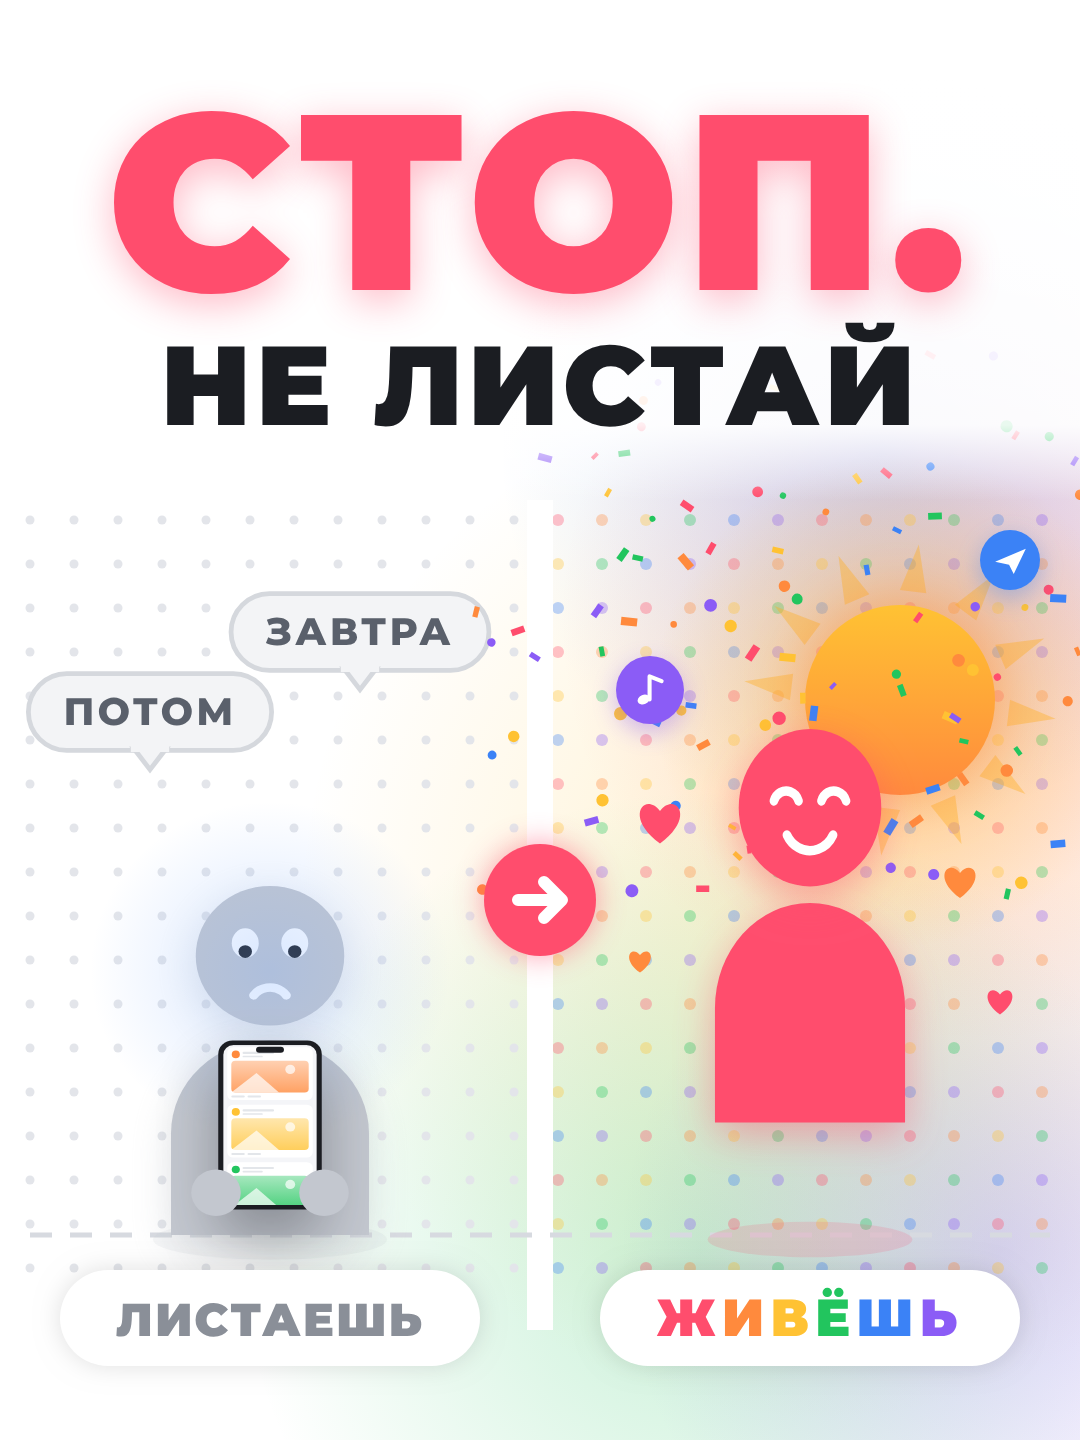 СТОП.
НЕ ЛИСТАЙ
ЗАВТРА
ПОТОМ
ЛИСТАЕШЬ
ЖИВЁШЬ